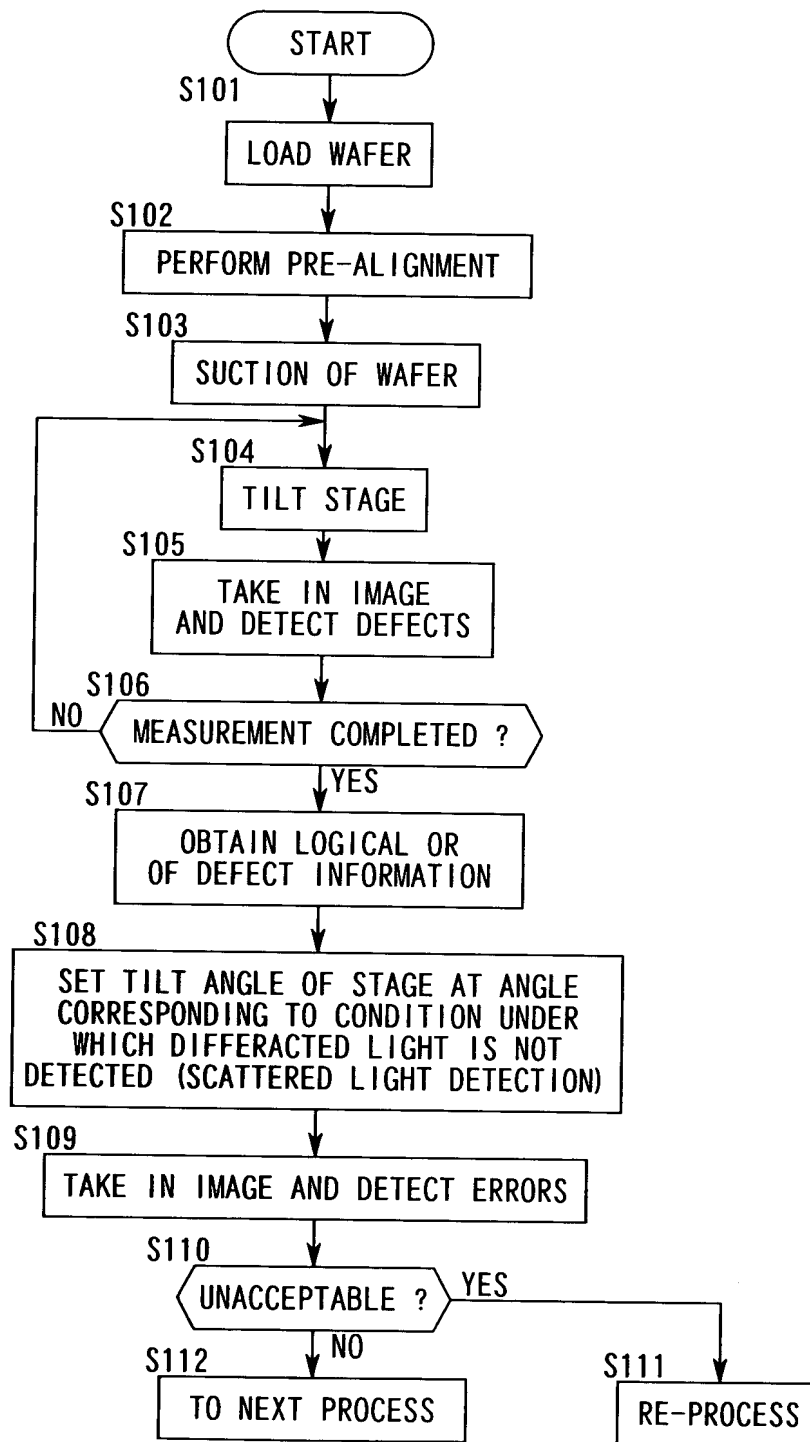 START
S101
LOAD WAFER
S102
PERFORM PRE-ALIGNMENT
S103
SUCTION OF WAFER
S104
TILT STAGE
S105
TAKE IN IMAGE
AND DETECT DEFECTS
S106
NO
MEASUREMENT COMPLETED ?
YES
S107
OBTAIN LOGICAL OR
OF DEFECT INFORMATION
S108
SET TILT ANGLE OF STAGE AT ANGLE
CORRESPONDING TO CONDITION UNDER
WHICH DIFFERACTED LIGHT IS NOT
DETECTED (SCATTERED LIGHT DETECTION)
S109
TAKE IN IMAGE AND DETECT ERRORS
S110
UNACCEPTABLE ?
YES
NO
S112
TO NEXT PROCESS
S111
RE-PROCESS